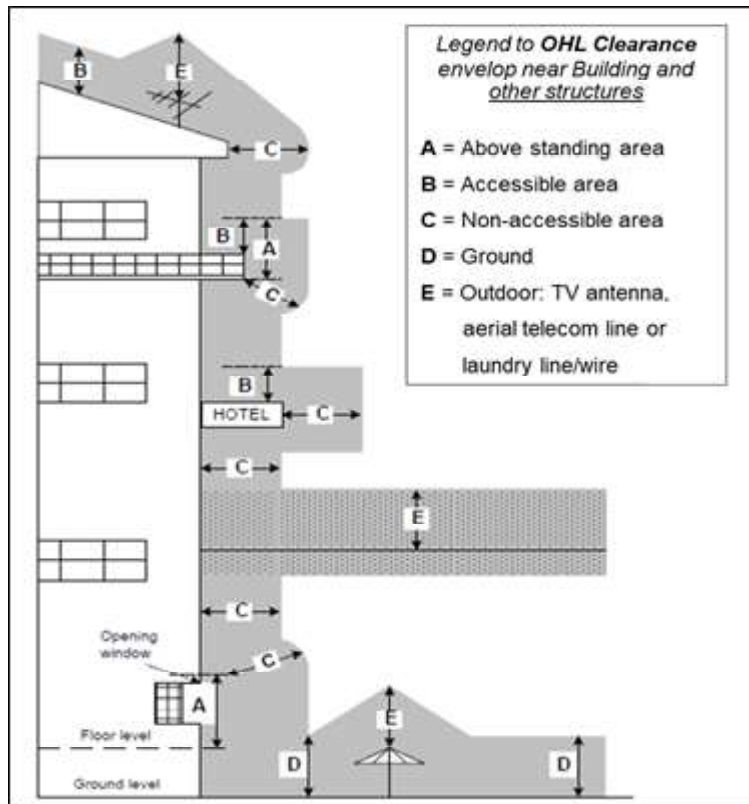 Legend to OHL Clearance
envelop near Building and
other structures
A = Above standing area
B = Accessible area
C = Non-accessible area
D = Ground
E = Outdoor: TV antenna,
aerial telecom line or
laundry line/wire
B
E
C
B
A
C
B
HOTEL
C
C
E
C
Opening
window
C
A
E
Floor level
D
D
Ground level